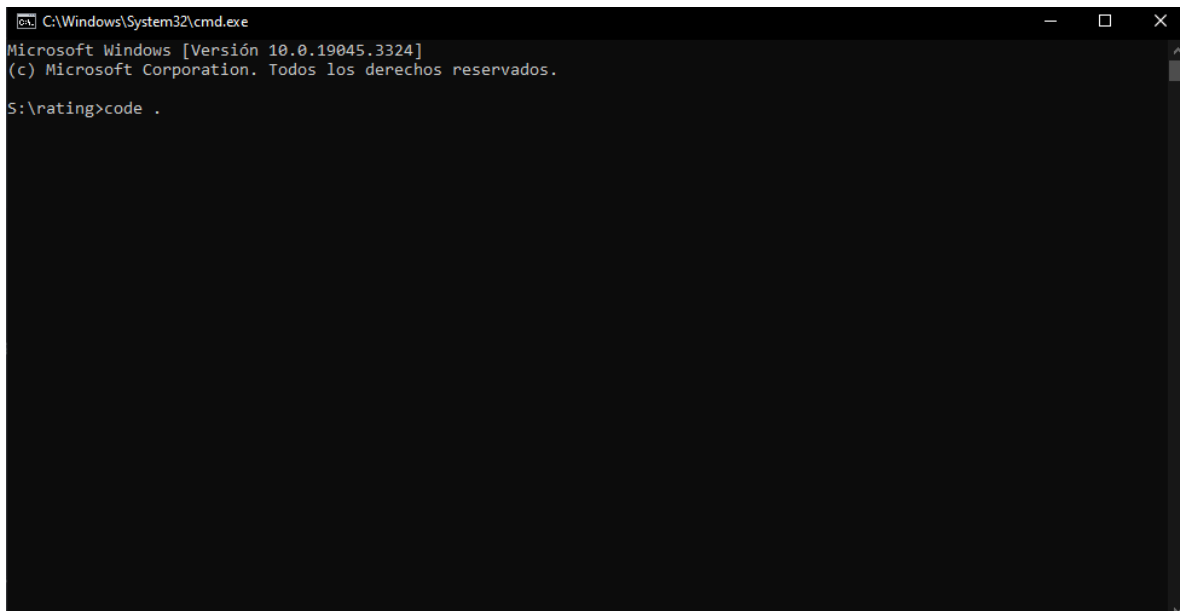 C:\Windows\System32\cmd.exe
Microsoft Windows [Versión 10.0.19045.3324]
(c) Microsoft Corporation. Todos los derechos reservados.
S:\rating>code .